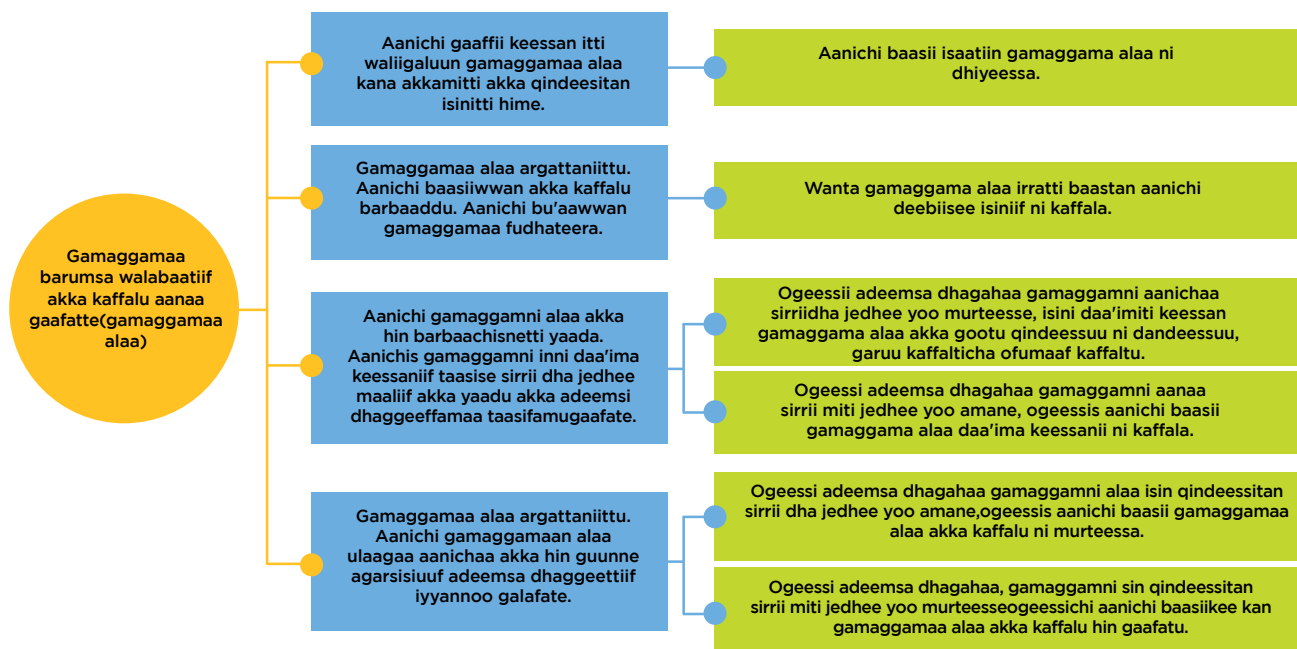 Gamaggamaa
barumsa walabaatiif
akka kaffalu aanaa
gaafatte(gamaggamaa
alaa)
Aanichi gaaffii keessan itti
waliigaluun gamaggamaa alaa
kana akkamitti akka qindeesitan
isinitti hime.
Aanichi baasii isaatiin gamaggama alaa ni
dhiyeessa.
Gamaggamaa alaa argattaniittu.
Aanichi baasiiwwan akka kaffalu
barbaaddu. Aanichi bu'aawwan
gamaggamaa fudhateera.
Wanta gamaggama alaa irratti baastan aanichi
deebiisee isiniif ni kaffala.
Aanichi gamaggamni alaa akka
hin barbaachisnetti yaada.
Aanichis gamaggamni inni daa'ima
keessaniif taasise sirrii dha jedhee
maaliif akka yaadu akka adeemsi
dhaggeeffamaa taasifamugaafate.
Ogeessii adeemsa dhagahaa gamaggamni aanichaa
sirriidha jedhee yoo murteesse, isini daa'imiti keessan
gamaggama alaa akka gootu qindeessuu ni dandeessuu,
garuu kaffalticha ofumaaf kaffaltu.
Ogeessi adeemsa dhagahaa gamaggamni aanaa
sirrii miti jedhee yoo amane, ogeessis aanichi baasii
gamaggama alaa daa'ima keessanii ni kaffala.
Gamaggamaa alaa argattaniittu.
Aanichi gamaggamaan alaa
ulaagaa aanichaa akka hin guunne
agarsisiuuf adeemsa dhaggeettiif
iyyannoo galafate.
Ogeessi adeemsa dhagahaa gamaggamni alaa isin qindeessitan
sirrii dha jedhee yoo amane,ogeessis aanichi baasii gamaggamaa
alaa akka kaffalu ni murteessa.
Ogeessi adeemsa dhagahaa, gamaggamni sin qindeessitan
sirrii miti jedhee yoo murteesseogeessichi aanichi baasiikee kan
gamaggamaa alaa akka kaffalu hin gaafatu.